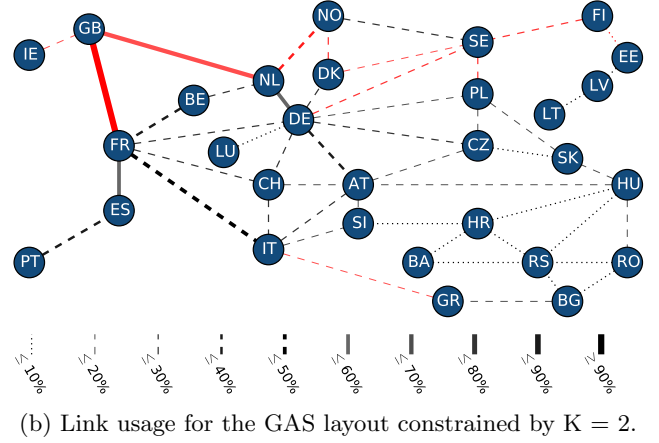 NO
FI
GB
SE
IE
EE
NL
DK
LV
BE
PL
LT
DE
FR
LU
CZ
SK
CH
AT
HU
ES
SI
HR
IT
PT
BA
RS
RO
GR
BG
≤ 10%
≤ 20%
≤ 30%
≤ 40%
≤ 50%
≤ 60%
≤ 70%
≤ 80%
≤ 90%
≥ 90%
(b) Link usage for the GAS layout constrained by K = 2.